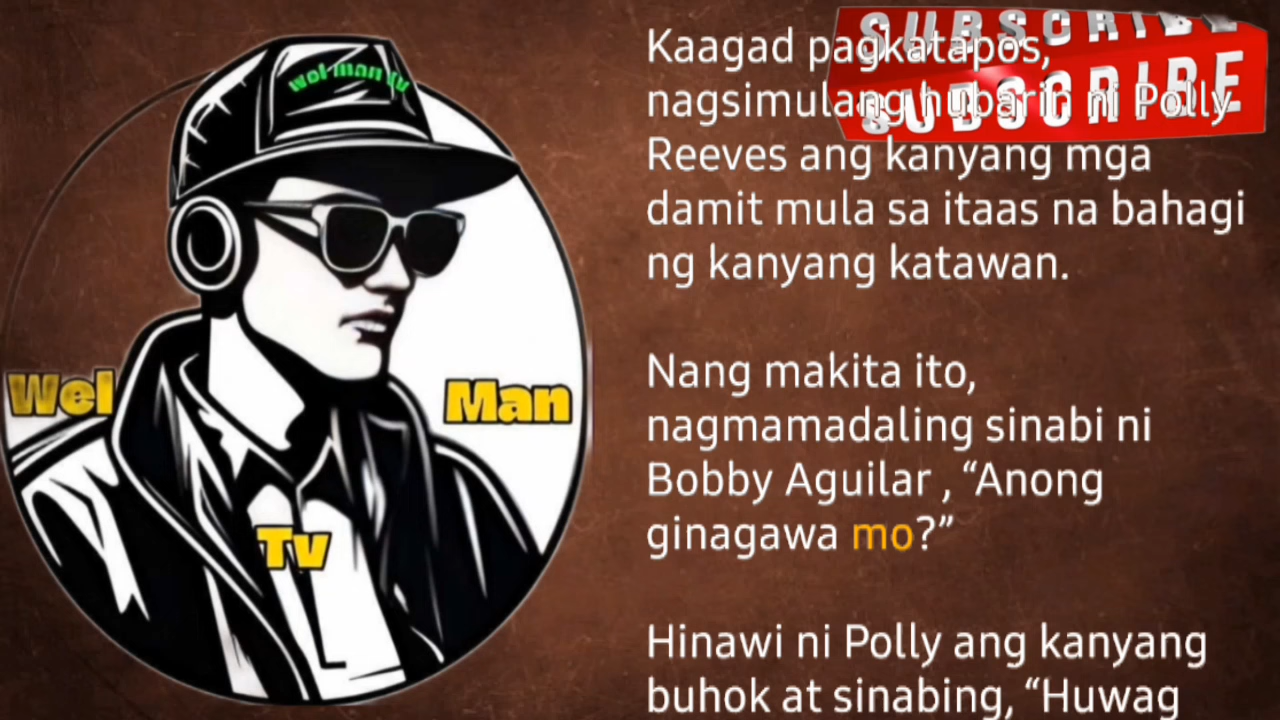 wel man tv
Wel
Man
Tv
SUBSCRIBE
SUBSCRIBE
Kaagad pagkatapos,
nagsimulang hubarin ni Polly
Reeves ang kanyang mga
damit mula sa itaas na bahagi
ng kanyang katawan.
Nang makita ito,
nagmamadaling sinabi ni
Bobby Aguilar , “Anong
ginagawa mo?”
Hinawi ni Polly ang kanyang
buhok at sinabing, “Huwag